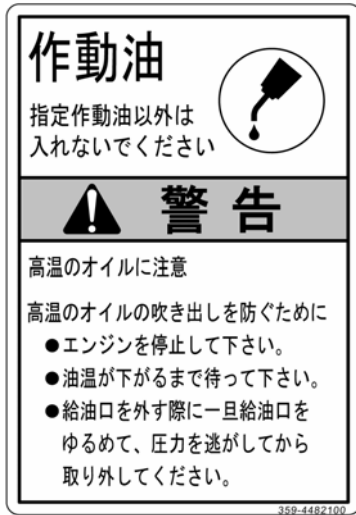 作動油
指定作動油以外は
入れないでください
警告
高温のオイルに注意
高温のオイルの吹き出しを防ぐために
●エンジンを停止して下さい。
●油温が下がるまで待って下さい。
●給油口を外す際に一旦給油口を
ゆるめて、圧力を逃がしてから
取り外してください。
359-4482100